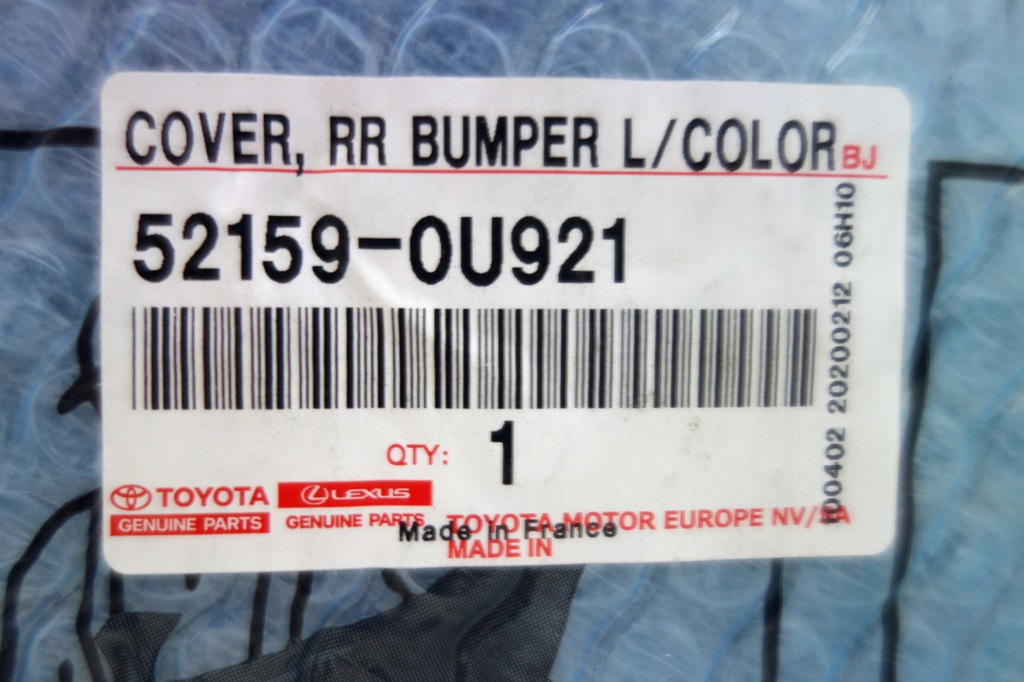 COVER, RR BUMPER L/COLOR BJ
52159-0U921
100402 20200212 06H10
QTY: 1
TOYOTA
GENUINE PARTS
LEXUS
GENUINE PARTS
TOYOTA MOTOR EUROPE NV/SA
Made in France
MADE IN